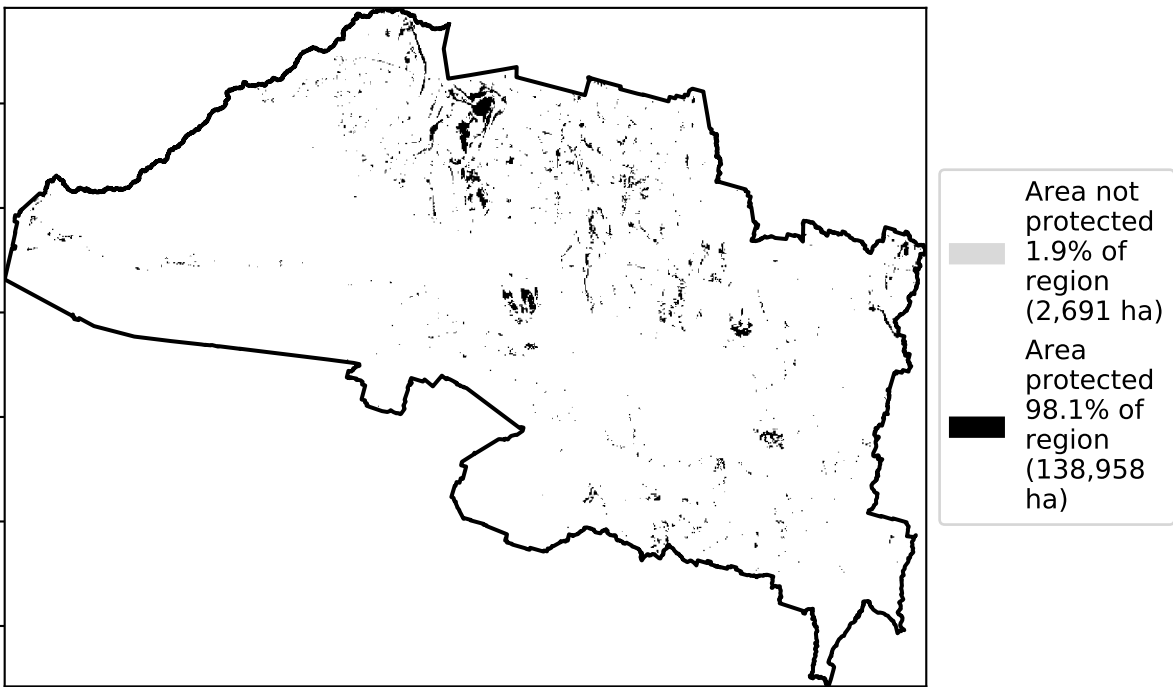 Area not
protected
1.9% of
region
(2,691 ha)
Area
protected
98.1% of
region
(138,958
ha)